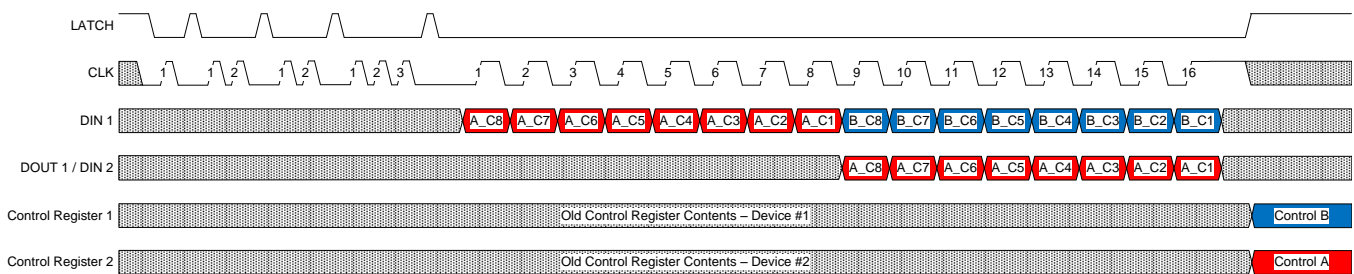 LATCH
CLK 1 1 2 1 2 1 2 3 1 2 3 4 5 6 7 8 9 10 11 12 13 14 15 16
DIN 1 A_C8 A_C7 A_C6 A_C5 A_C4 A_C3 A_C2 A_C1 B_C8 B_C7 B_C6 B_C5 B_C4 B_C3 B_C2 B_C1
DOUT 1 / DIN 2 A_C8 A_C7 A_C6 A_C5 A_C4 A_C3 A_C2 A_C1
Control Register 1 Old Control Register Contents – Device #1 Control B
Control Register 2 Old Control Register Contents – Device #2 Control A